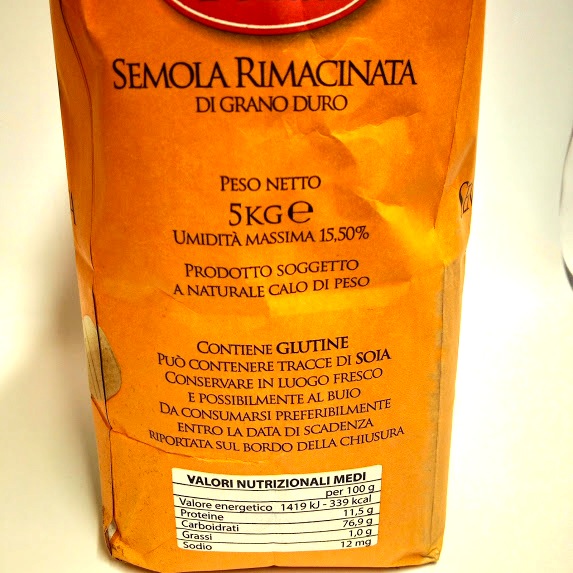 SEMOLA RIMACINATA
DI GRANO DURO
PESO NETTO
5KG e
UMIDITÀ MASSIMA 15,50%
PRODOTTO SOGGETTO
A NATURALE CALO DI PESO
CONTIENE GLUTINE
PUÒ CONTENERE TRACCE DI SOIA
CONSERVARE IN LUOGO FRESCO
E POSSIBILMENTE AL BUIO
DA CONSUMARSI PREFERIBILMENTE
ENTRO LA DATA DI SCADENZA
RIPORTATA SUL BORDO DELLA CHIUSURA
VALORI NUTRIZIONALI MEDI
per 100 g
Valore energetico 1419 kJ - 339 kcal
Proteine 11,5 g
Carboidrati 76,9 g
Grassi 1,0 g
Sodio 12 mg